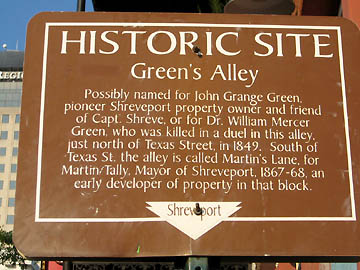 REGIO
HISTORIC SITE
Green's Alley
Possibly named for John Grange Green,
pioneer Shreveport property owner and friend
of Capt. Shreve, or for Dr. William Mercer
Green, who was killed in a duel in this alley,
just north of Texas Street, in 1849. South of
Texas St. the alley is called Martin's Lane, for
Martin Tally, Mayor of Shreveport, 1867-68, an
early developer of property in that block.
Shreveport